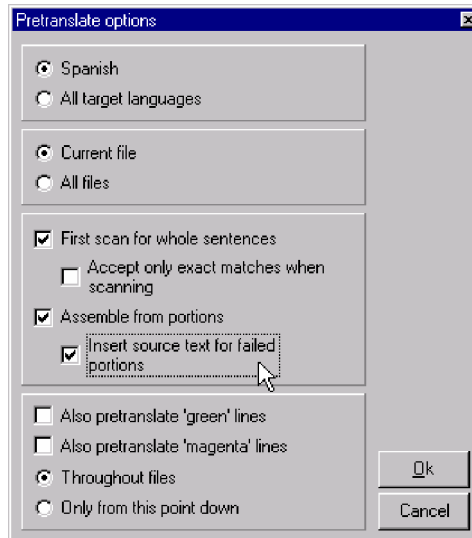 Pretranslate options
Spanish
All target languages
Current file
All files
First scan for whole sentences
Accept only exact matches when
scanning
Assemble from portions
Insert source text for failed
portions
Also pretranslate 'green' lines
Also pretranslate 'magenta' lines
Throughout files
Only from this point down
Ok
Cancel